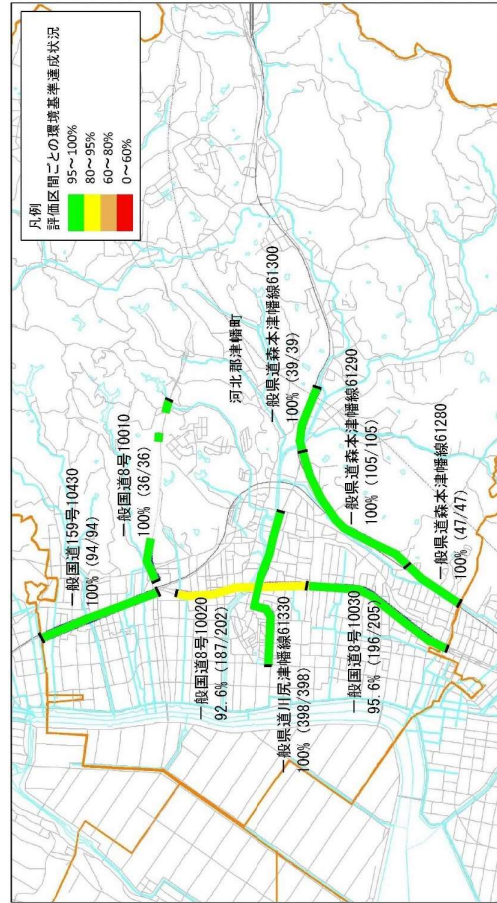 凡例
評価区間ごとの環境基準達成状況
95～100%
80～95%
60～80%
0～60%
一般国道159号10430
100% (94/94)
一般国道8号10010
100% (36/36)
河北郡津幡町
一般県道森本津幡線61300
100% (39/39)
一般国道8号10020
92.6% (187/202)
一般県道川尻津幡線61330
100% (398/398)
一般県道森本津幡線61290
100% (105/105)
一般国道8号10030
95.6% (196/205)
一般県道森本津幡線61280
100% (47/47)